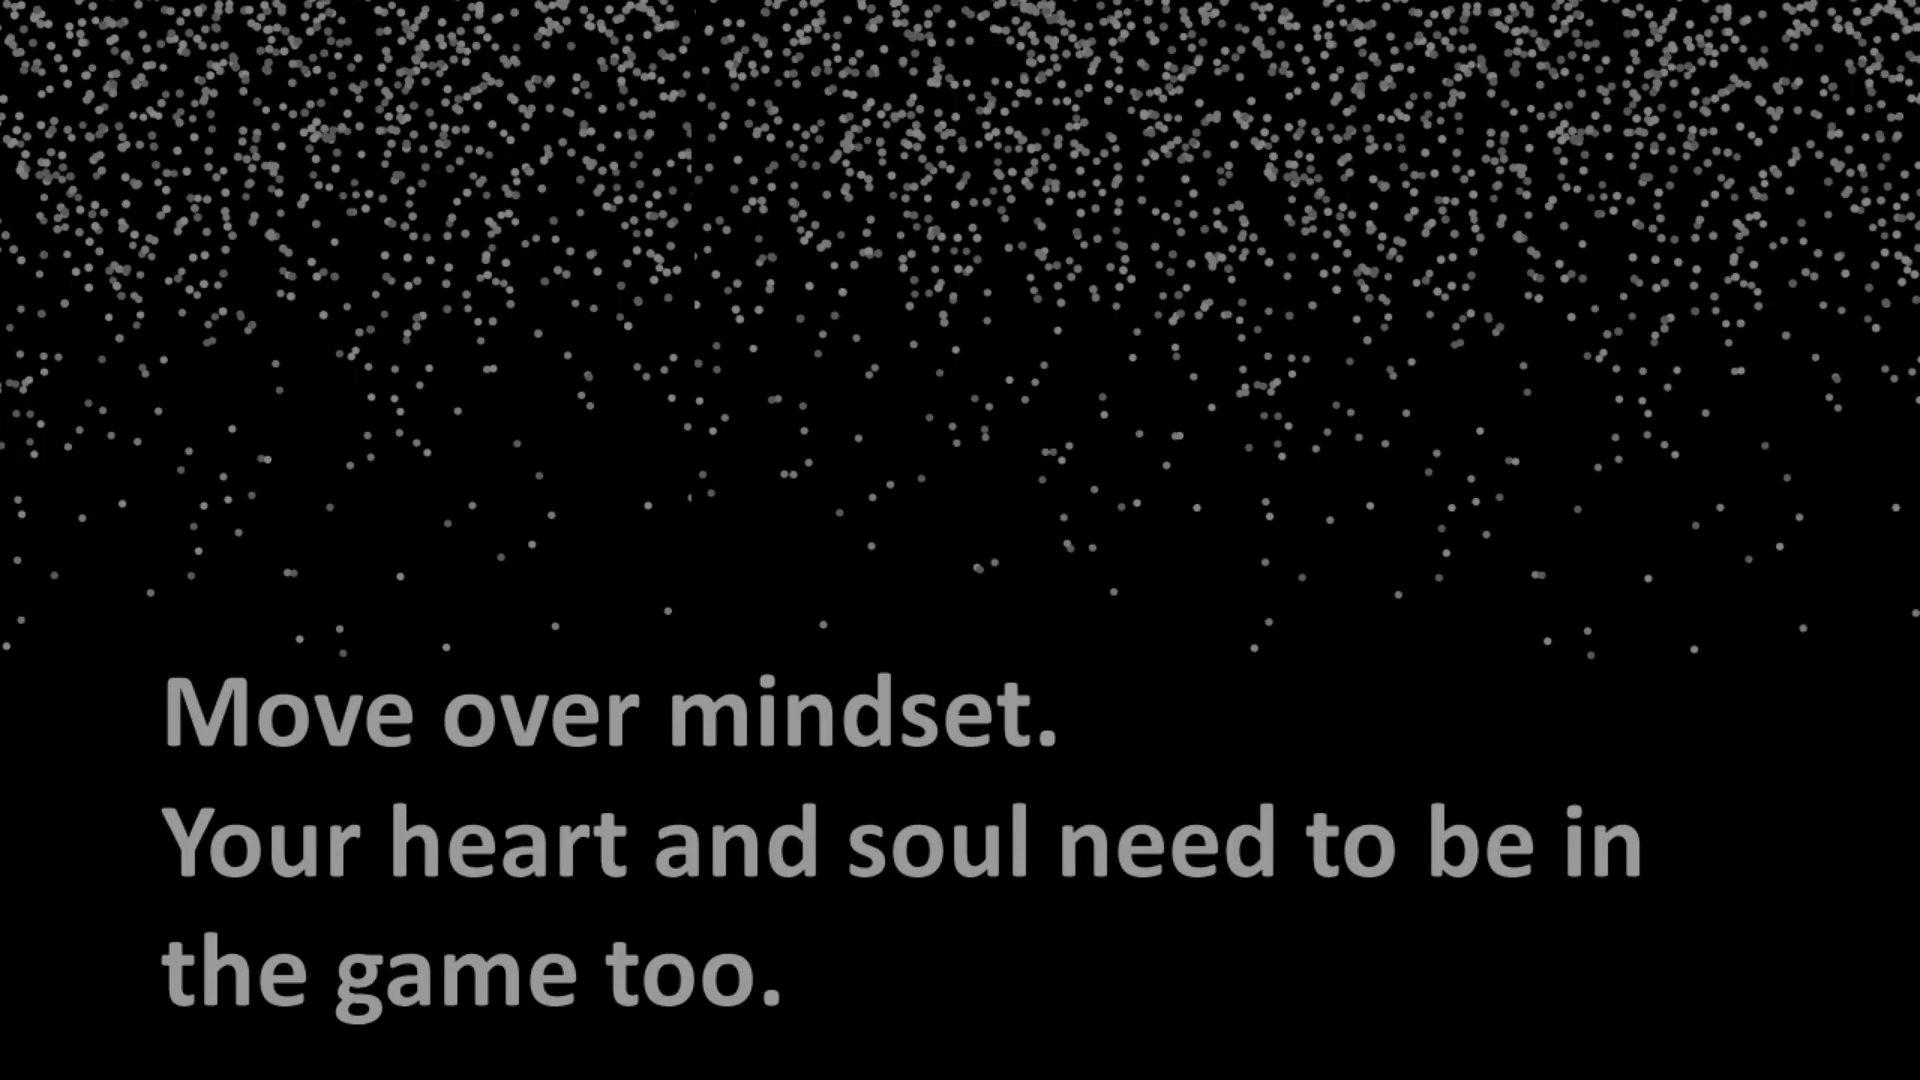 Move over mindset.
Your heart and soul need to be in
the game too.